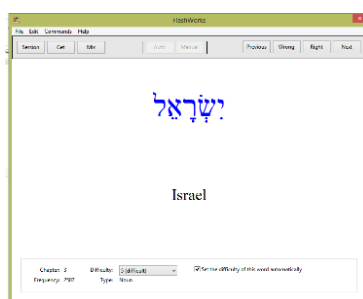 FlashWorks
File Edit Commands Help
Session Get Mix Auto Manual Previous Wrong Right Next
יִשְׂרָאֵל
Israel
Chapter: 3 Difficulty: 5 (difficult) Set the difficulty of this word automatically
Frequency: 2507 Type: Noun